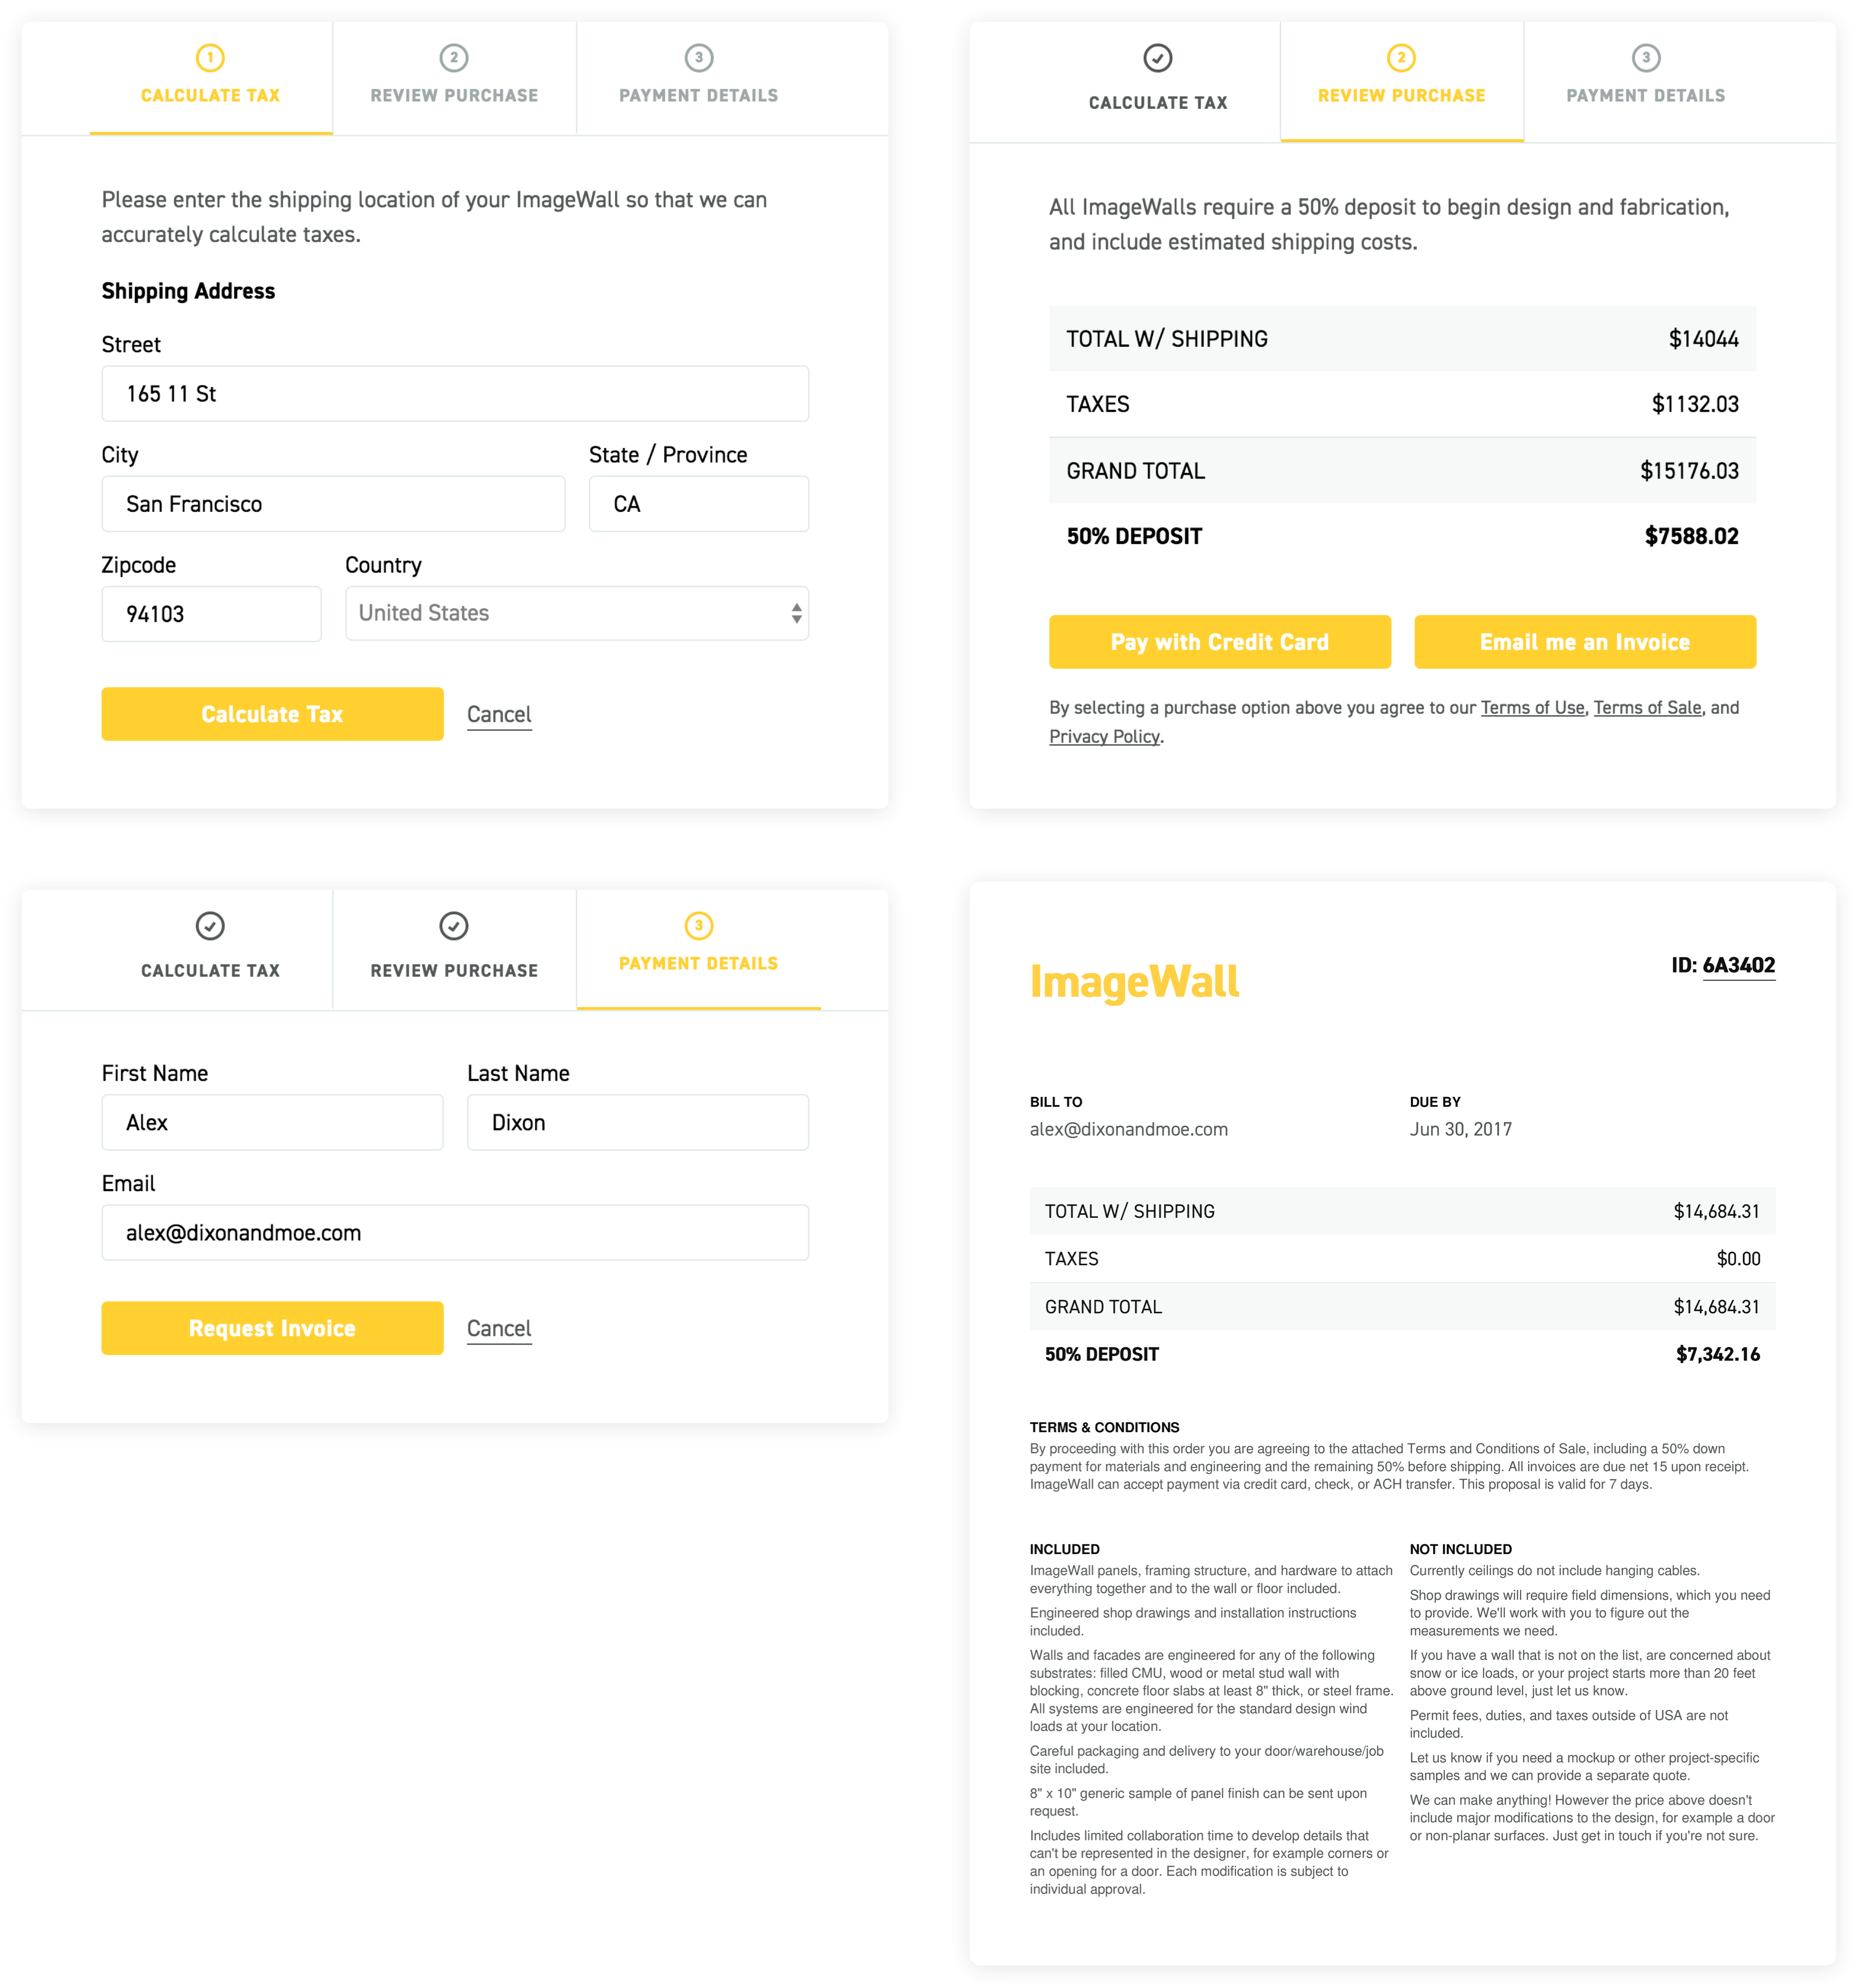 1
CALCULATE TAX
2
REVIEW PURCHASE
3
PAYMENT DETAILS
Please enter the shipping location of your ImageWall so that we can
accurately calculate taxes.
Shipping Address
Street
165 11 St
City
State / Province
San Francisco
CA
Zipcode
Country
94103
United States
Calculate Tax
Cancel
CALCULATE TAX
2
REVIEW PURCHASE
3
PAYMENT DETAILS
All ImageWalls require a 50% deposit to begin design and fabrication,
and include estimated shipping costs.
TOTAL W/ SHIPPING $14044
TAXES $1132.03
GRAND TOTAL $15176.03
50% DEPOSIT $7588.02
Pay with Credit Card
Email me an Invoice
By selecting a purchase option above you agree to our Terms of Use, Terms of Sale, and
Privacy Policy.
CALCULATE TAX
REVIEW PURCHASE
3
PAYMENT DETAILS
First Name
Last Name
Alex
Dixon
Email
alex@dixonandmoe.com
Request Invoice
Cancel
ImageWall
ID: 6A3402
BILL TO
alex@dixonandmoe.com
DUE BY
Jun 30, 2017
TOTAL W/ SHIPPING $14,684.31
TAXES $0.00
GRAND TOTAL $14,684.31
50% DEPOSIT $7,342.16
TERMS & CONDITIONS
By proceeding with this order you are agreeing to the attached Terms and Conditions of Sale, including a 50% down
payment for materials and engineering and the remaining 50% before shipping. All invoices are due net 15 upon receipt.
ImageWall can accept payment via credit card, check, or ACH transfer. This proposal is valid for 7 days.
INCLUDED
ImageWall panels, framing structure, and hardware to attach
everything together and to the wall or floor included.
Engineered shop drawings and installation instructions
included.
Walls and facades are engineered for any of the following
substrates: filled CMU, wood or metal stud wall with
blocking, concrete floor slabs at least 8" thick, or steel frame.
All systems are engineered for the standard design wind
loads at your location.
Careful packaging and delivery to your door/warehouse/job
site included.
8" x 10" generic sample of panel finish can be sent upon
request.
Includes limited collaboration time to develop details that
can't be represented in the designer, for example corners or
an opening for a door. Each modification is subject to
individual approval.
NOT INCLUDED
Currently ceilings do not include hanging cables.
Shop drawings will require field dimensions, which you need
to provide. We'll work with you to figure out the
measurements we need.
If you have a wall that is not on the list, are concerned about
snow or ice loads, or your project starts more than 20 feet
above ground level, just let us know.
Permit fees, duties, and taxes outside of USA are not
included.
Let us know if you need a mockup or other project-specific
samples and we can provide a separate quote.
We can make anything! However the price above doesn't
include major modifications to the design, for example a door
or non-planar surfaces. Just get in touch if you're not sure.